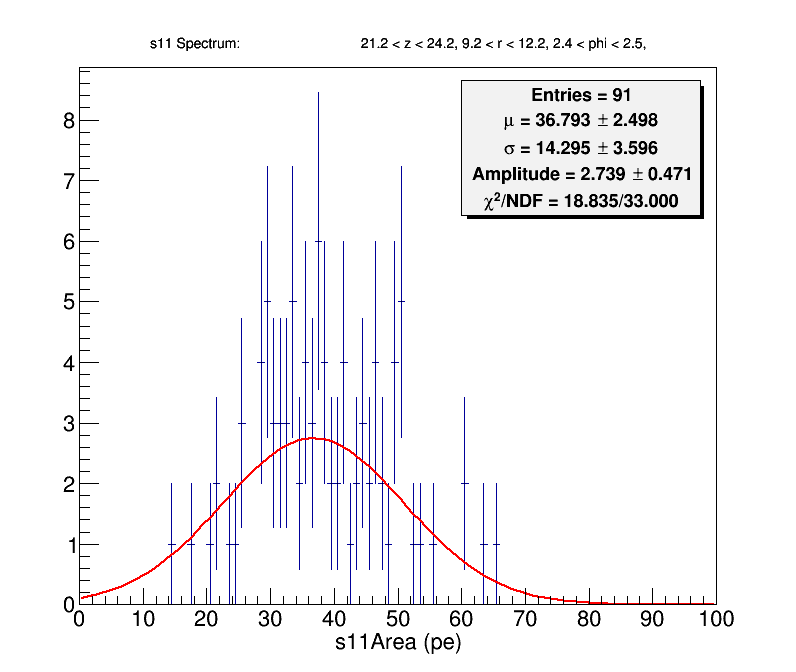 s11 Spectrum: 21.2 < z < 24.2, 9.2 < r < 12.2, 2.4 < phi < 2.5,
Entries = 91
μ = 36.793 ± 2.498
σ = 14.295 ± 3.596
Amplitude = 2.739 ± 0.471
χ²/NDF = 18.835/33.000
8
7
6
5
4
3
2
1
0
0 10 20 30 40 50 60 70 80 90 100
s11Area (pe)